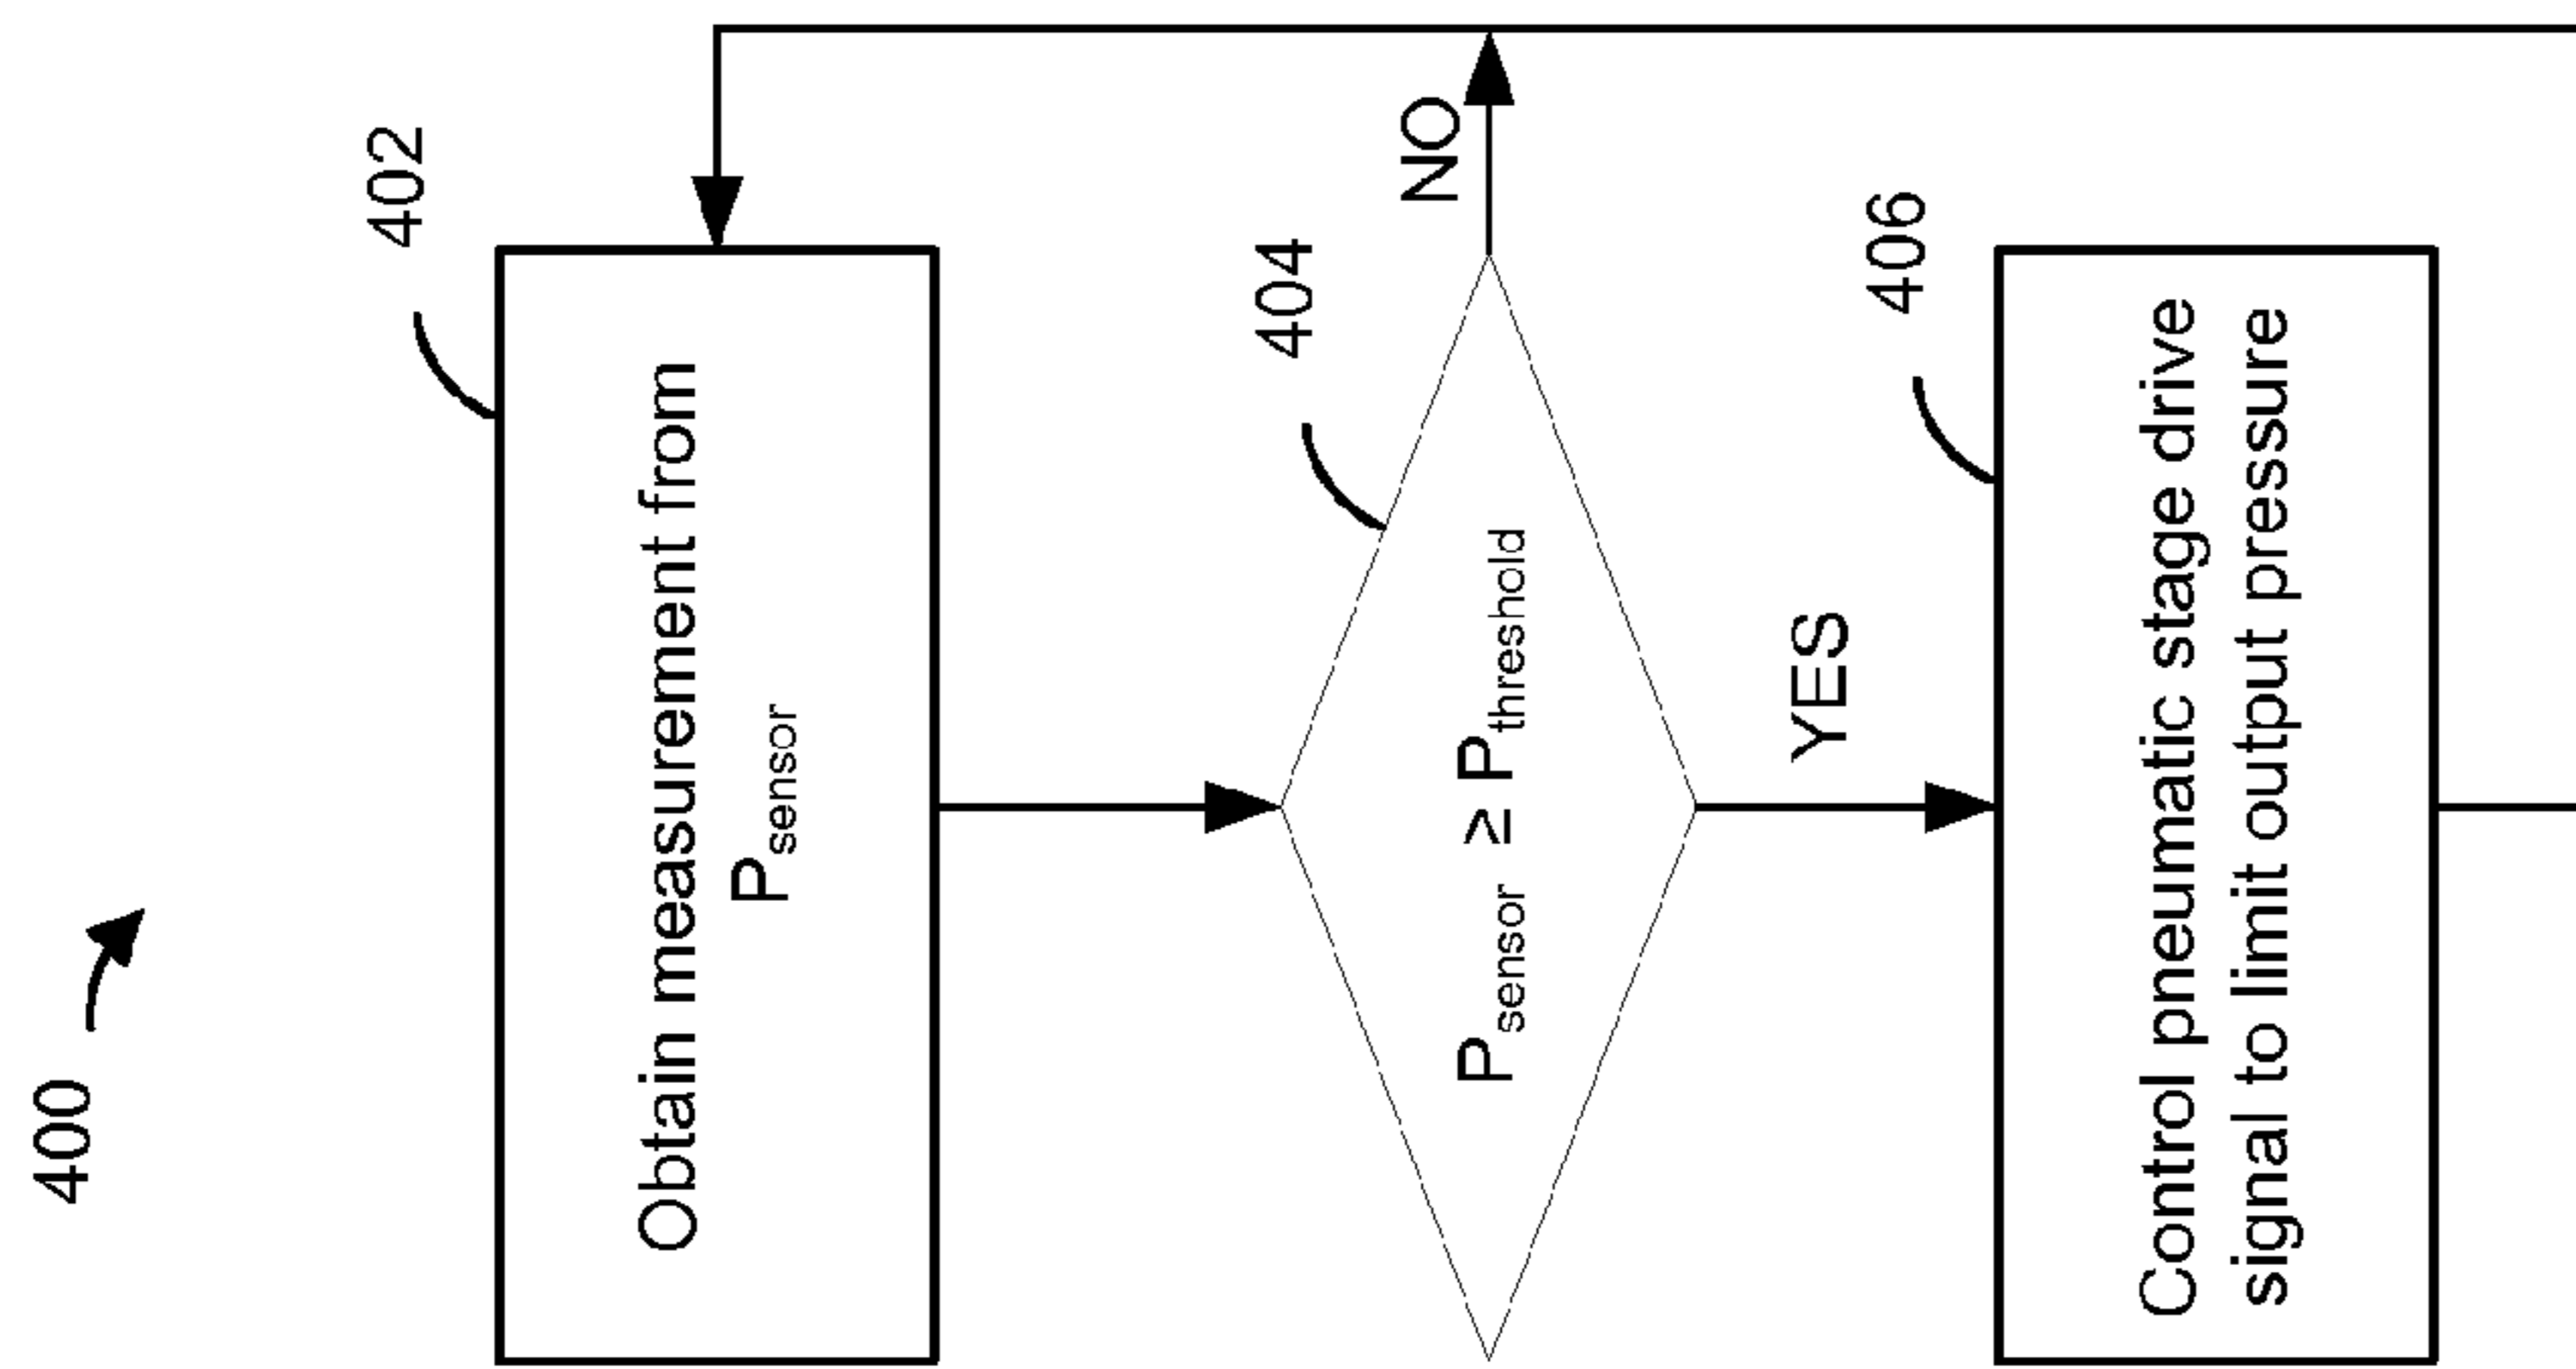 400
402
Obtain measurement from
Psensor
404
Psensor ≥ Pthreshold
NO
YES
406
Control pneumatic stage drive
signal to limit output pressure